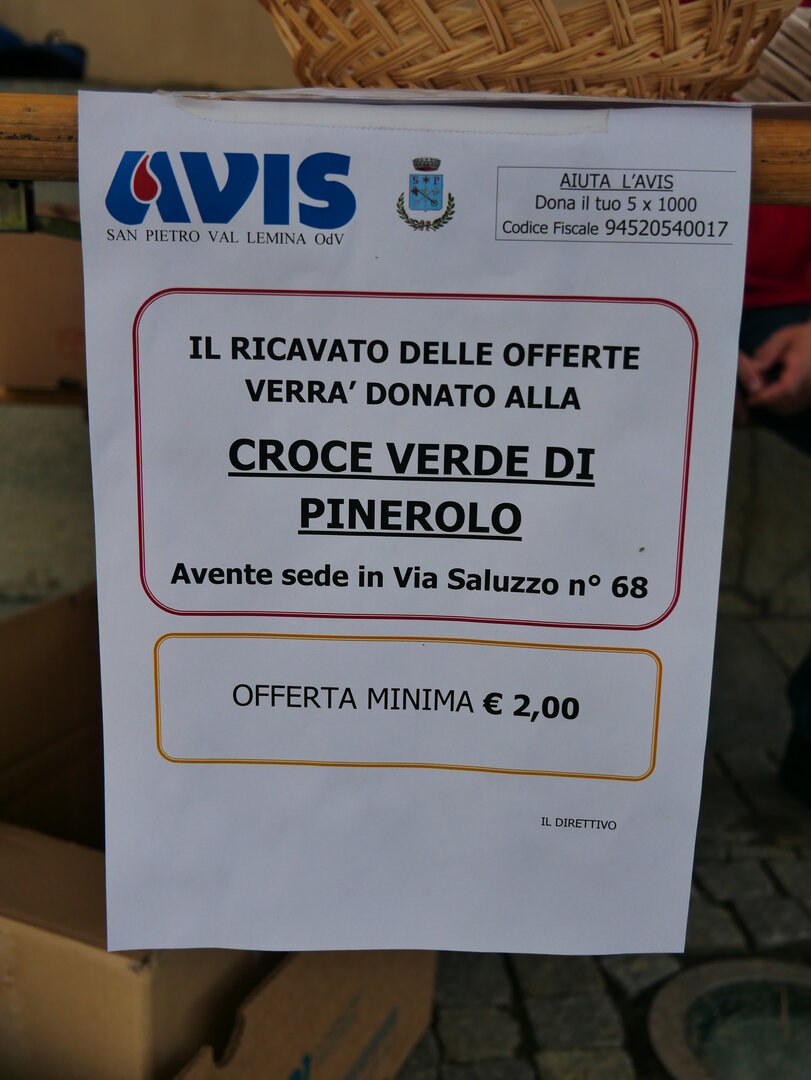 AVIS
SAN PIETRO VAL LEMINA OdV
S P
AIUTA L'AVIS
Dona il tuo 5 x 1000
Codice Fiscale 94520540017
IL RICAVATO DELLE OFFERTE
VERRA' DONATO ALLA
CROCE VERDE DI
PINEROLO
Avente sede in Via Saluzzo n° 68
OFFERTA MINIMA € 2,00
IL DIRETTIVO